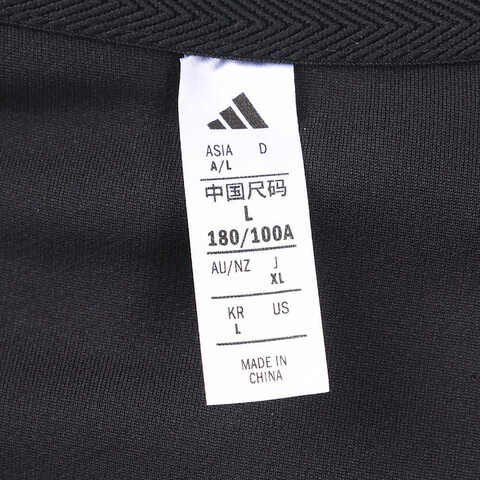 ASIA D
A/L
中国尺码
L
180/100A
AU/NZ J
XL
KR US
L
MADE IN
CHINA